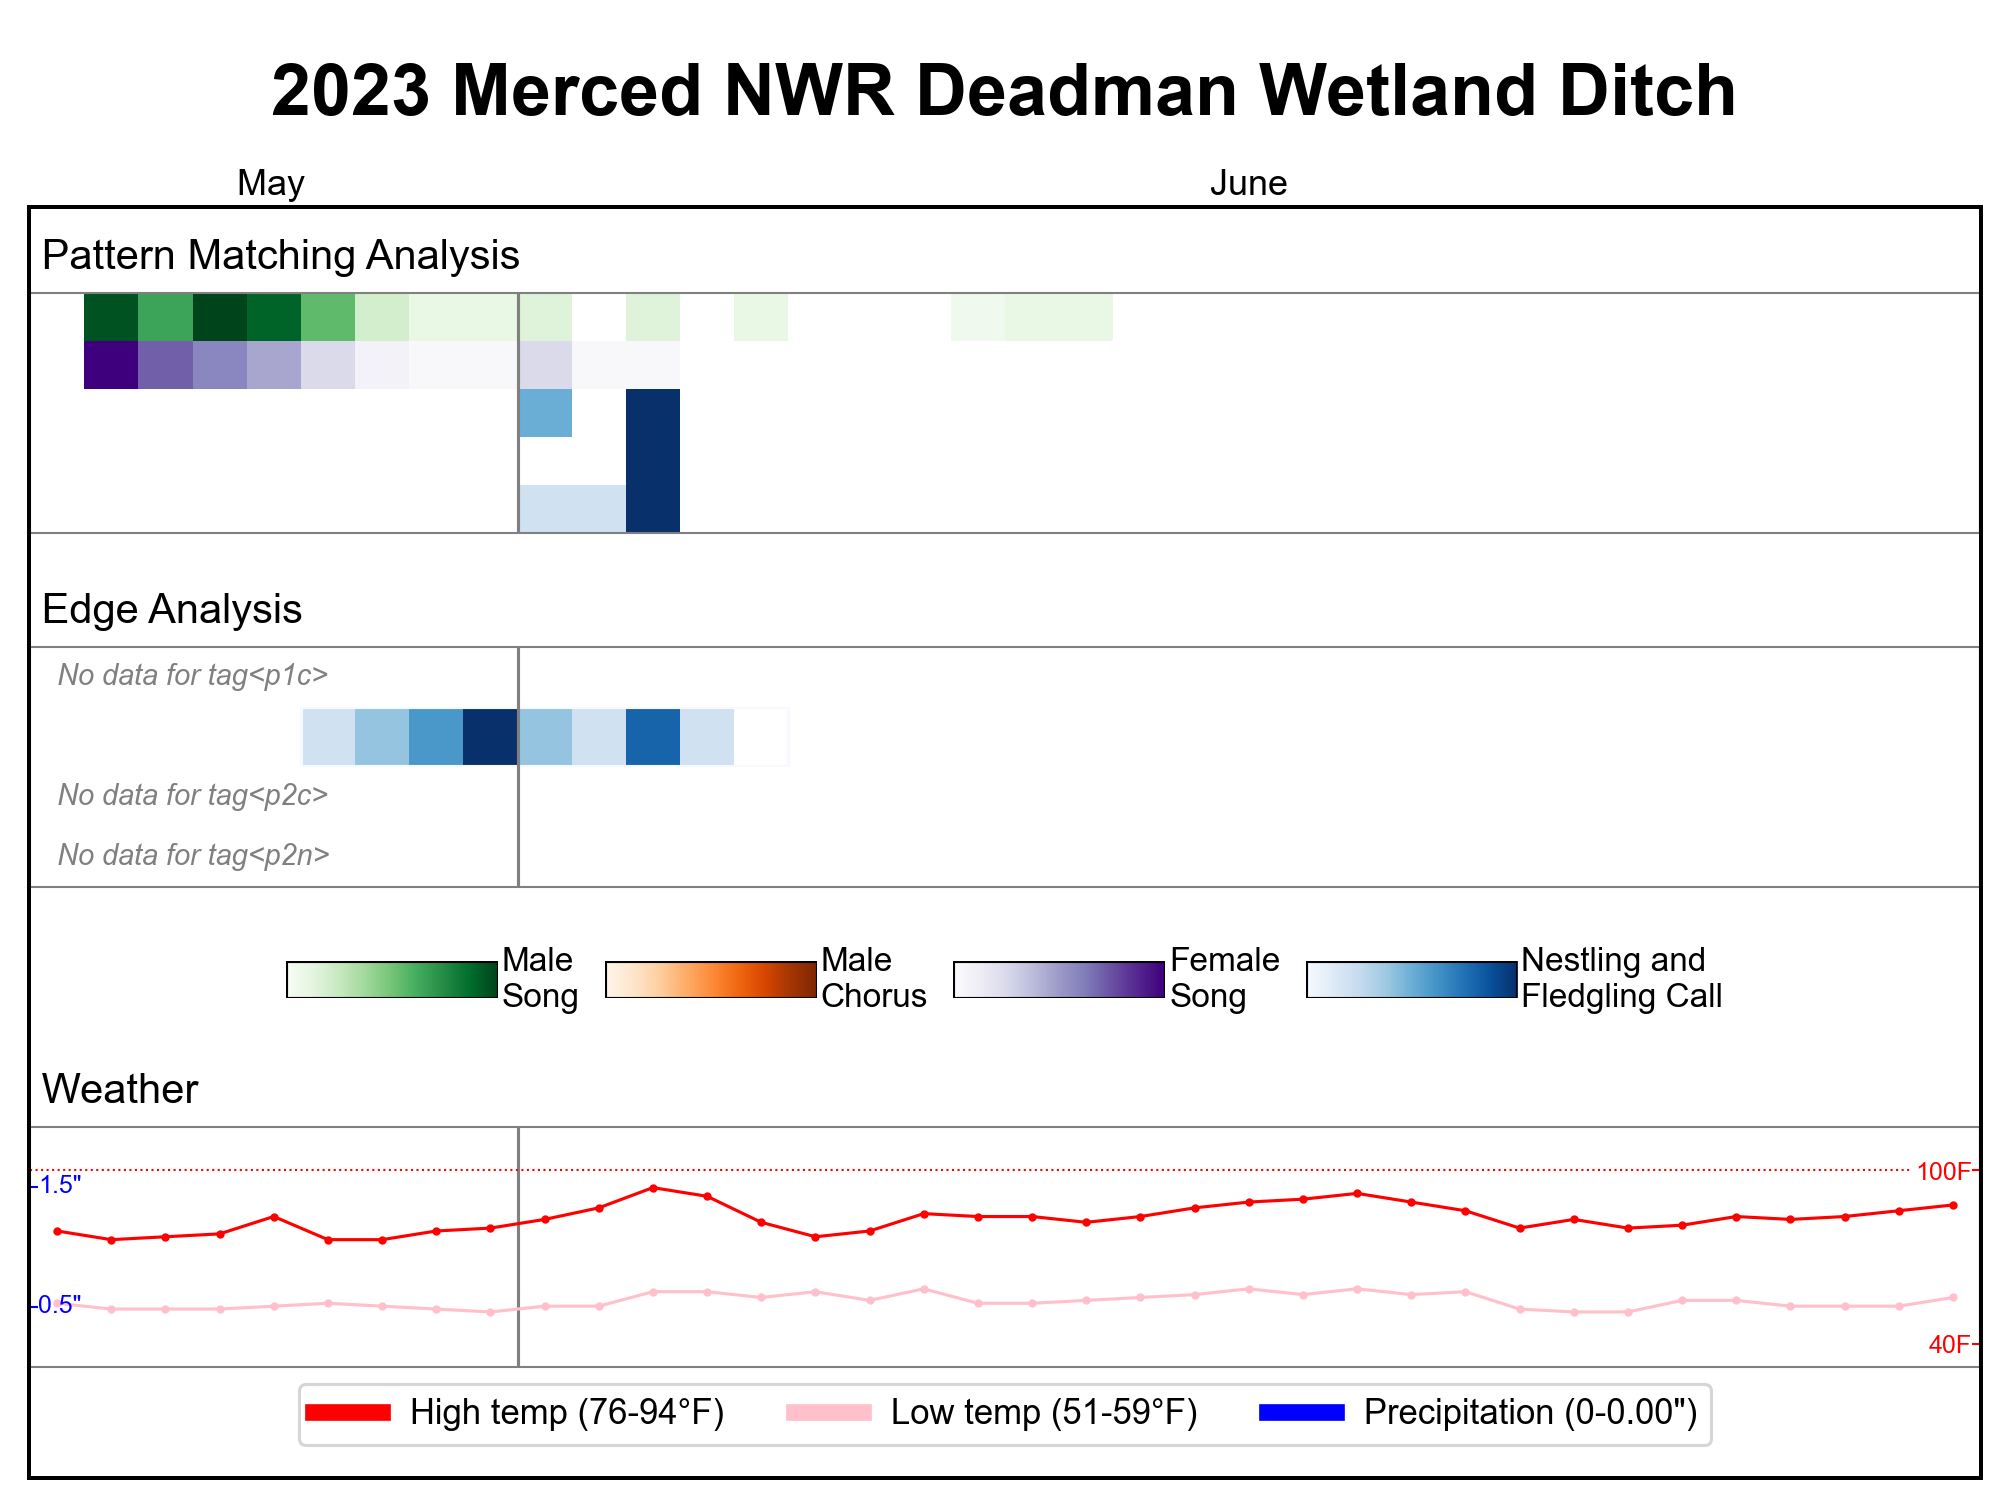 2023 Merced NWR Deadman Wetland Ditch
May
June
Pattern Matching Analysis
Edge Analysis
No data for tag<p1c>
No data for tag<p2c>
No data for tag<p2n>
Male
Song
Male
Chorus
Female
Song
Nestling and
Fledgling Call
Weather
1.5"
100F
0.5"
40F
High temp (76-94°F)
Low temp (51-59°F)
Precipitation (0-0.00")